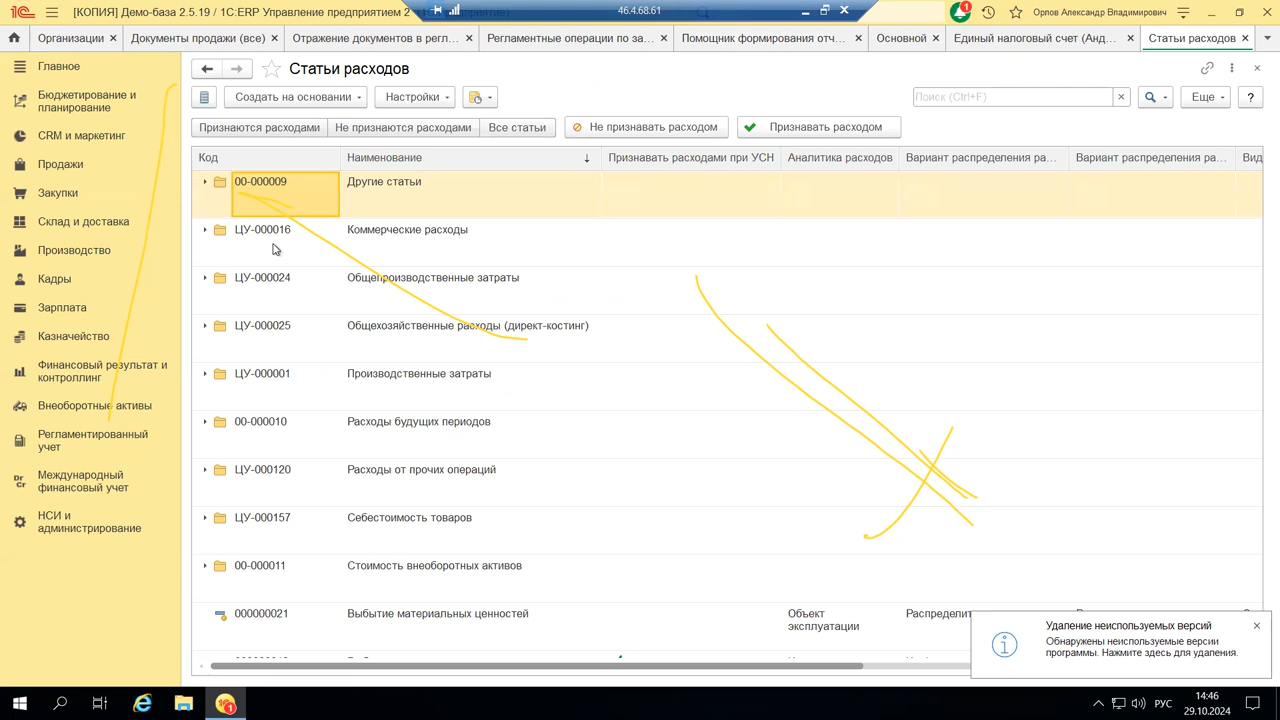 [КОПИЯ] Демо-база 2.5.19 / 1C:ERP Управление предприятием 2
46.4.68.61
1
Орлов Александр Владимирович
Организации
Документы продажи (все)
Отражение документов в регл...
Регламентные операции по за...
Помощник формирования отч...
Основной
Единый налоговый счет (Анд...
Статьи расходов
Главное
Бюджетирование и
планирование
CRM и маркетинг
Продажи
Закупки
Склад и доставка
Производство
Кадры
Зарплата
Казначейство
Финансовый результат и
контроллинг
Внеоборотные активы
Регламентированный
учет
Международный
финансовый учет
НСИ и
администрирование
Статьи расходов
Создать на основании
Настройки
Поиск (Ctrl+F)
Еще
?
Признаются расходами
Не признаются расходами
Все статьи
Не признавать расходом
Признавать расходом
Код
Наименование
Признавать расходами при УСН
Аналитика расходов
Вариант распределения ра...
Вариант распределения ра...
Вид
00-000009 Другие статьи
ЦУ-000016 Коммерческие расходы
ЦУ-000024 Общепроизводственные затраты
ЦУ-000025 Общехозяйственные расходы (директ-костинг)
ЦУ-000001 Производственные затраты
00-000010 Расходы будущих периодов
ЦУ-000120 Расходы от прочих операций
ЦУ-000157 Себестоимость товаров
00-000011 Стоимость внеоборотных активов
000000021 Выбытие материальных ценностей
Объект
эксплуатации
Удаление неиспользуемых версий
Обнаружены неиспользуемые версии
программы. Нажмите здесь для удаления.
РУС
14:46
29.10.2024